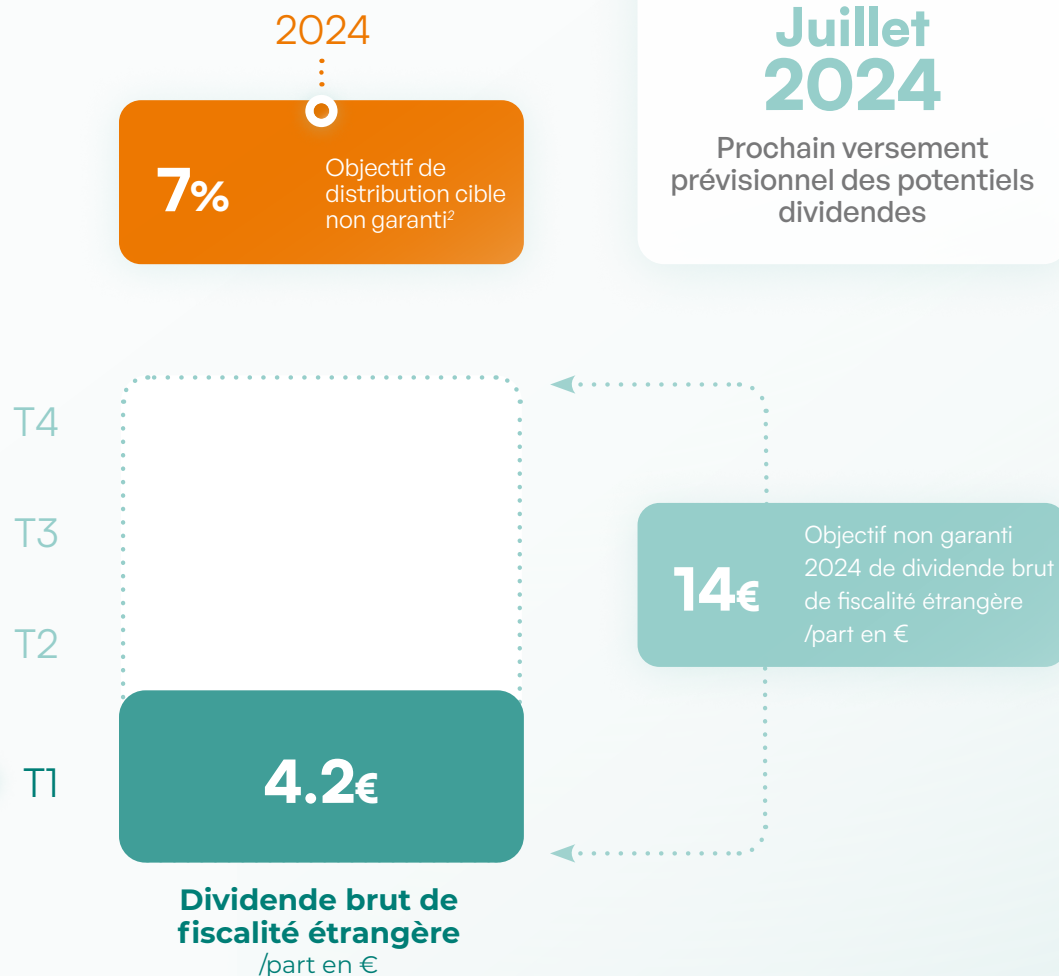 2024
7%
Objectif de
distribution cible
non garanti²
Juillet
2024
Prochain versement
prévisionnel des potentiels
dividendes
T4
T3
T2
T1
4.2€
Dividende brut de
fiscalité étrangère
/part en €
14€
Objectif non garanti
2024 de dividende brut
de fiscalité étrangère
/part en €